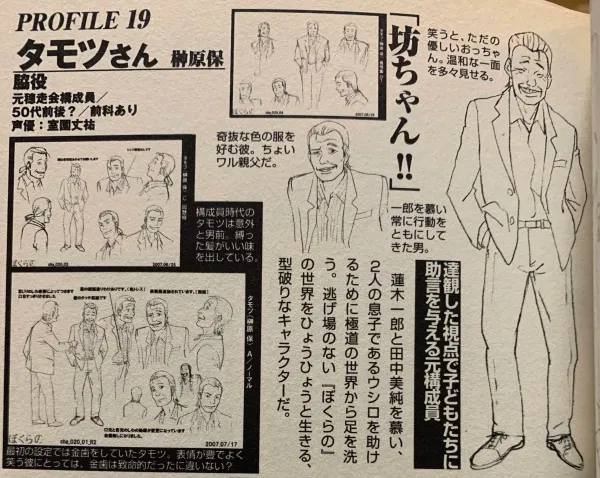 PROFILE 19
タモツさん 榊原保
脇役
元穂走会構成員/
50代前後?/前科あり
声優:室園丈祐
「坊ちゃん!!」
笑うと、ただの
優しいおっちゃ
ん。温和な一面
を多々見せる。
奇抜な色の服を
好む彼。ちょい
ワル親父だ。
一郎を慕い
常に行動を
ともにして
きた男。
構成員時代の
タモツは意外
と男前。縛っ
た髪がいい味
を出している。
達観した視点で子どもたちに
助言を与える元構成員
蓮木一郎と田中美純を慕い、
2人の息子であるウシロを助け
るために極道の世界から足を洗
う。逃げ場のない『ぼくらの』
の世界をひょうひょうと生きる、
型破りなキャラクターだ。
ぼくらの
2007.06/25
タモツ(榊原 保) A/ノーマル
ぼくらの
cha_020_01_R2
2007.07/17
最初の設定では金歯をしていたタモツ。表情が豊でよく
笑う彼にとっては、金歯は致命的だったに違いない?